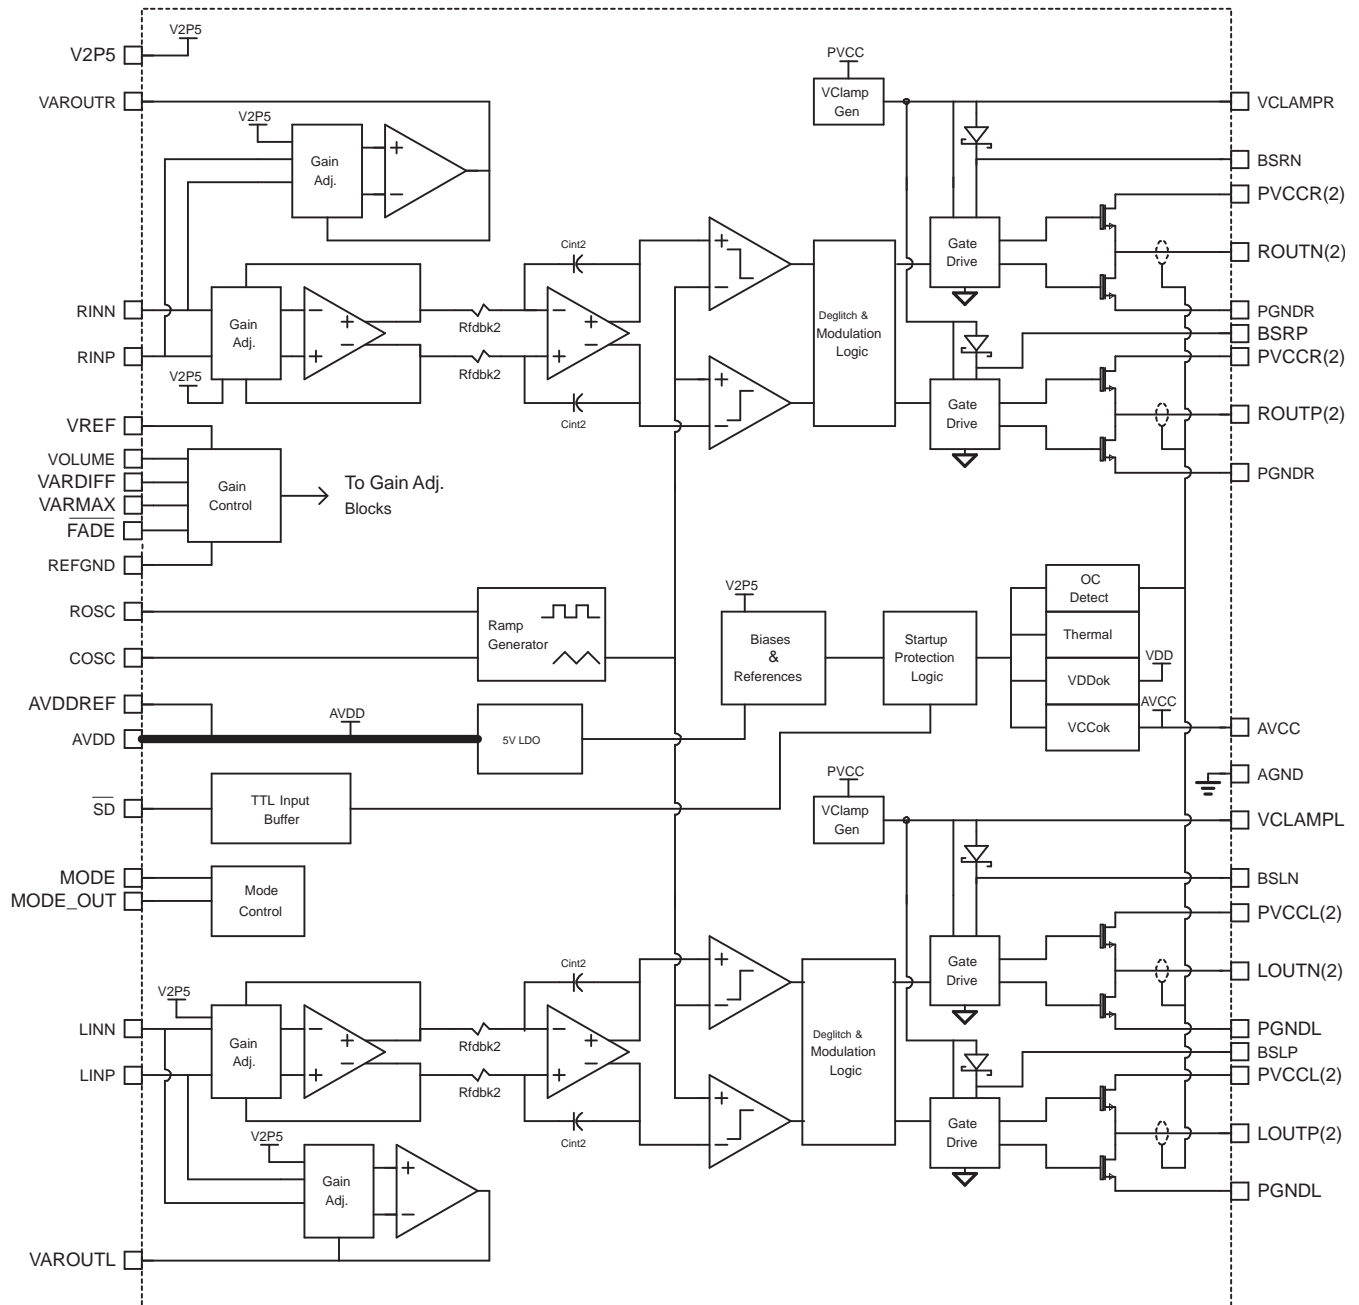 V2P5
V2P5
VAROUTR
V2P5
Gain
Adj.
+
−
PVCC
VClamp
Gen
VCLAMPR
BSRN
PVCCR(2)
Gate
Drive
ROUTN(2)
PGNDR
BSRP
PVCCR(2)
Gate
Drive
ROUTP(2)
PGNDR
RINN
RINP
Gain
Adj.
V2P5
−
+
+
−
Rfdbk2
Rfdbk2
Cint2
−
+
+
−
Cint2
+
−
+
−
Deglitch &
Modulation
Logic
VREF
VOLUME
VARDIFF
VARMAX
FADE
REFGND
Gain
Control
To Gain Adj.
Blocks
ROSC
COSC
Ramp
Generator
V2P5
Biases
&
References
Startup
Protection
Logic
OC
Detect
Thermal
VDDok
VCCok
VDD
AVCC
AVCC
AGND
AVDDREF
AVDD
AVDD
5V LDO
SD
TTL Input
Buffer
MODE
MODE_OUT
Mode
Control
PVCC
VClamp
Gen
VCLAMPL
BSLN
PVCCL(2)
Gate
Drive
LOUTN(2)
PGNDL
BSLP
PVCCL(2)
Gate
Drive
LOUTP(2)
PGNDL
V2P5
LINN
LINP
Gain
Adj.
−
+
+
−
Rfdbk2
Rfdbk2
Cint2
−
+
+
−
Cint2
+
−
+
−
Deglitch &
Modulation
Logic
V2P5
Gain
Adj.
+
−
VAROUTL